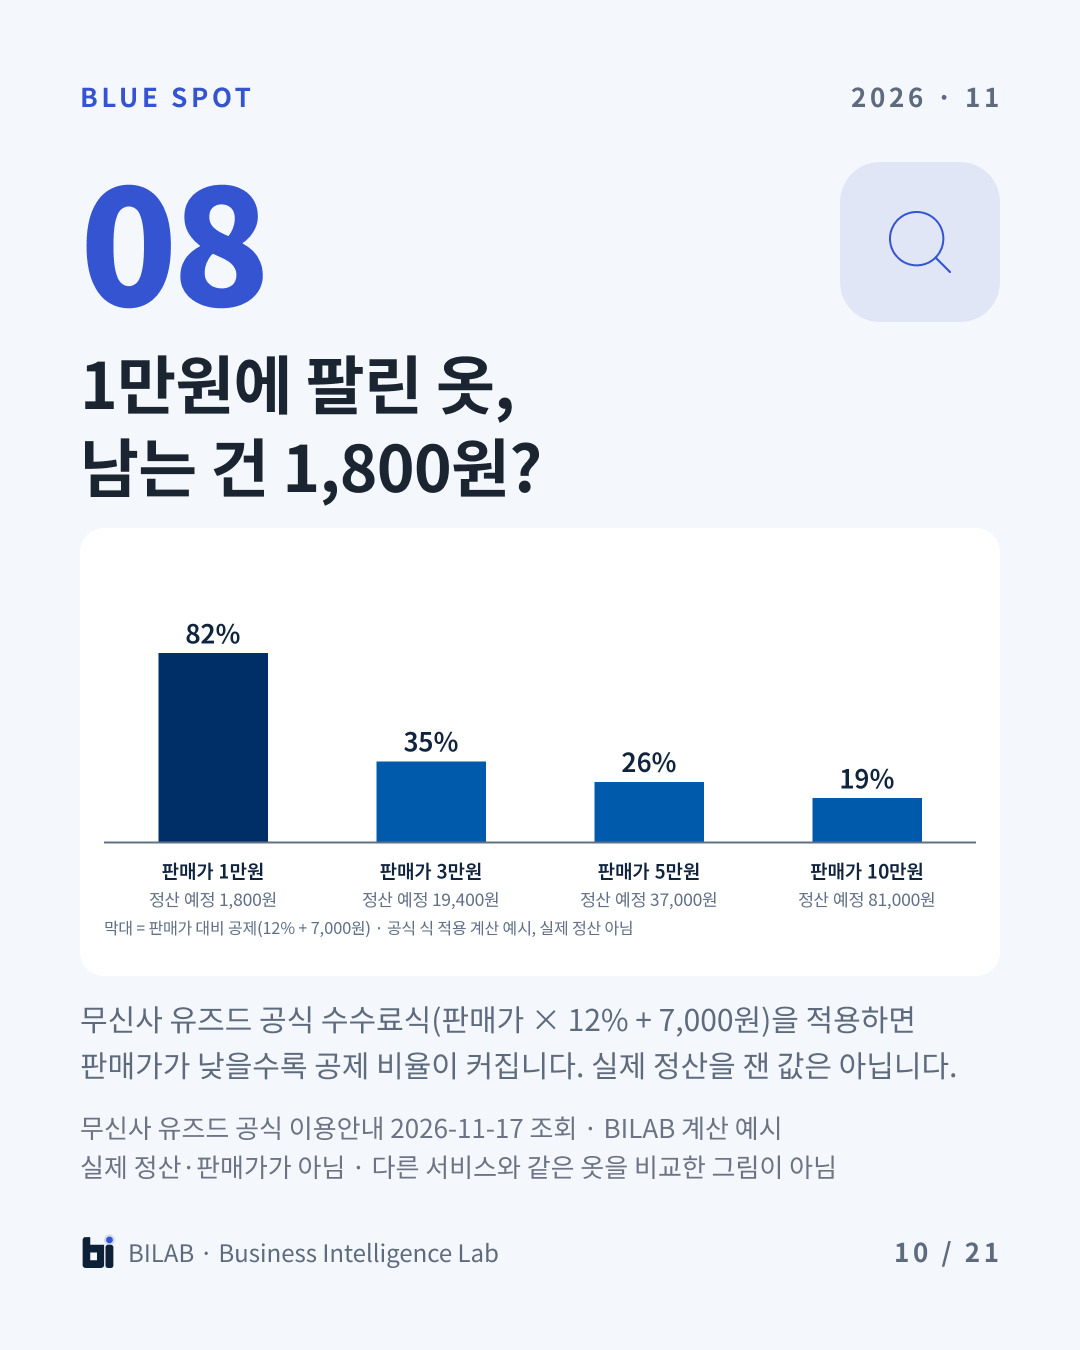 BLUE SPOT
2026 · 11
08
1만원에 팔린 옷,
남는 건 1,800원?
82%
35%
26%
19%
판매가 1만원
판매가 3만원
판매가 5만원
판매가 10만원
정산 예정 1,800원
정산 예정 19,400원
정산 예정 37,000원
정산 예정 81,000원
막대 = 판매가 대비 공제(12% + 7,000원) · 공식 식 적용 계산 예시, 실제 정산 아님
무신사 유즈드 공식 수수료식(판매가 × 12% + 7,000원)을 적용하면
판매가가 낮을수록 공제 비율이 커집니다. 실제 정산을 잰 값은 아닙니다.
무신사 유즈드 공식 이용안내 2026-11-17 조회 · BILAB 계산 예시
실제 정산·판매가가 아님 · 다른 서비스와 같은 옷을 비교한 그림이 아님
bi BILAB · Business Intelligence Lab
10 / 21